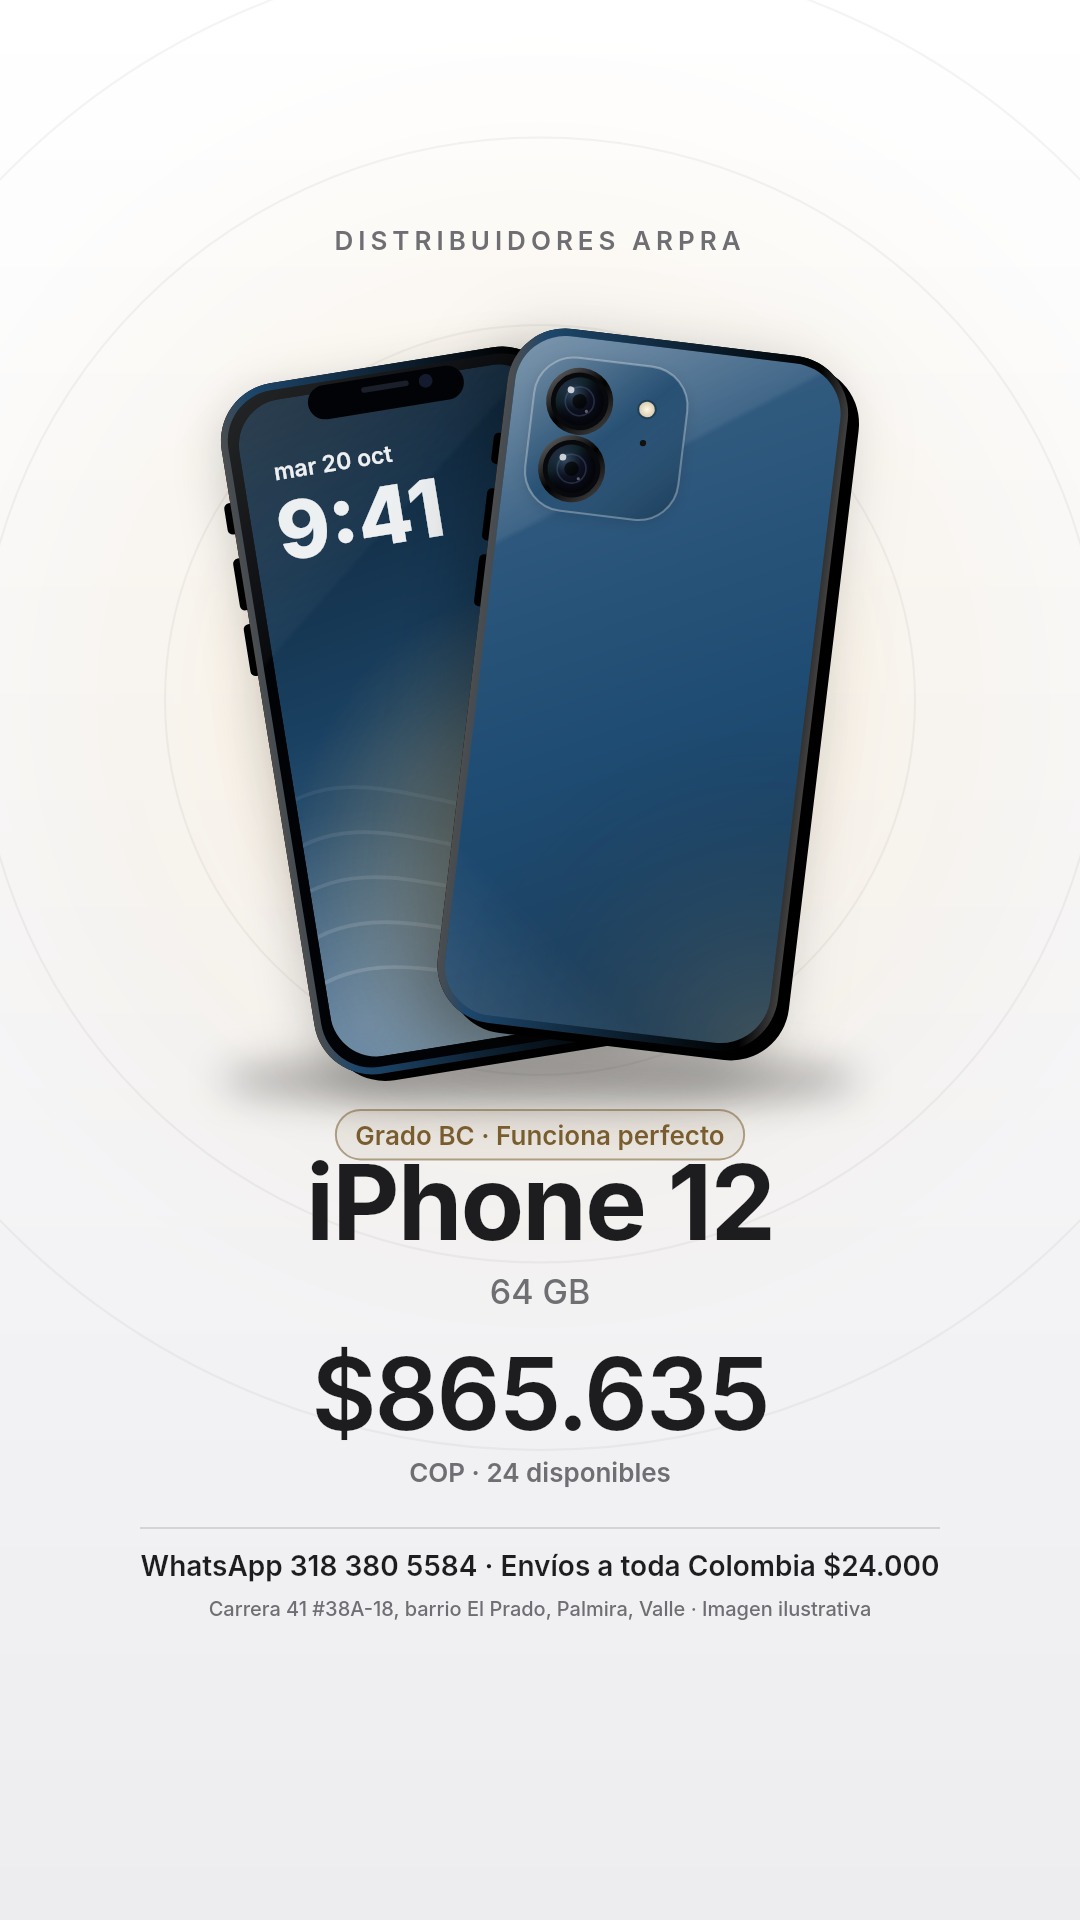 DISTRIBUIDORES ARPRA
mar 20 oct
9:41
Grado BC · Funciona perfecto
iPhone 12
64 GB
$865.635
COP · 24 disponibles
WhatsApp 318 380 5584 · Envíos a toda Colombia $24.000
Carrera 41 #38A-18, barrio El Prado, Palmira, Valle · Imagen ilustrativa